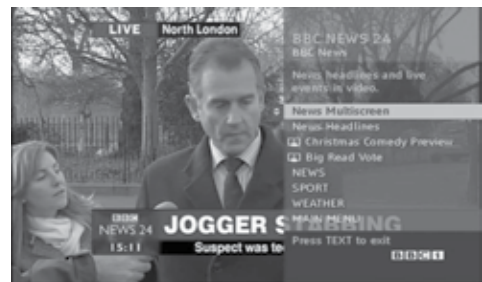 LIVE North London
BBC NEWS 24
BBC News
News headlines and live
events in video.
News Multiscreen
News Headlines
Christmas Comedy Preview
Big Read Vote
NEWS
SPORT
WEATHER
MAIN MENU
Press TEXT to exit
BBC 1
BBC
NEWS 24
15:11
JOGGER STABBING
Suspect was